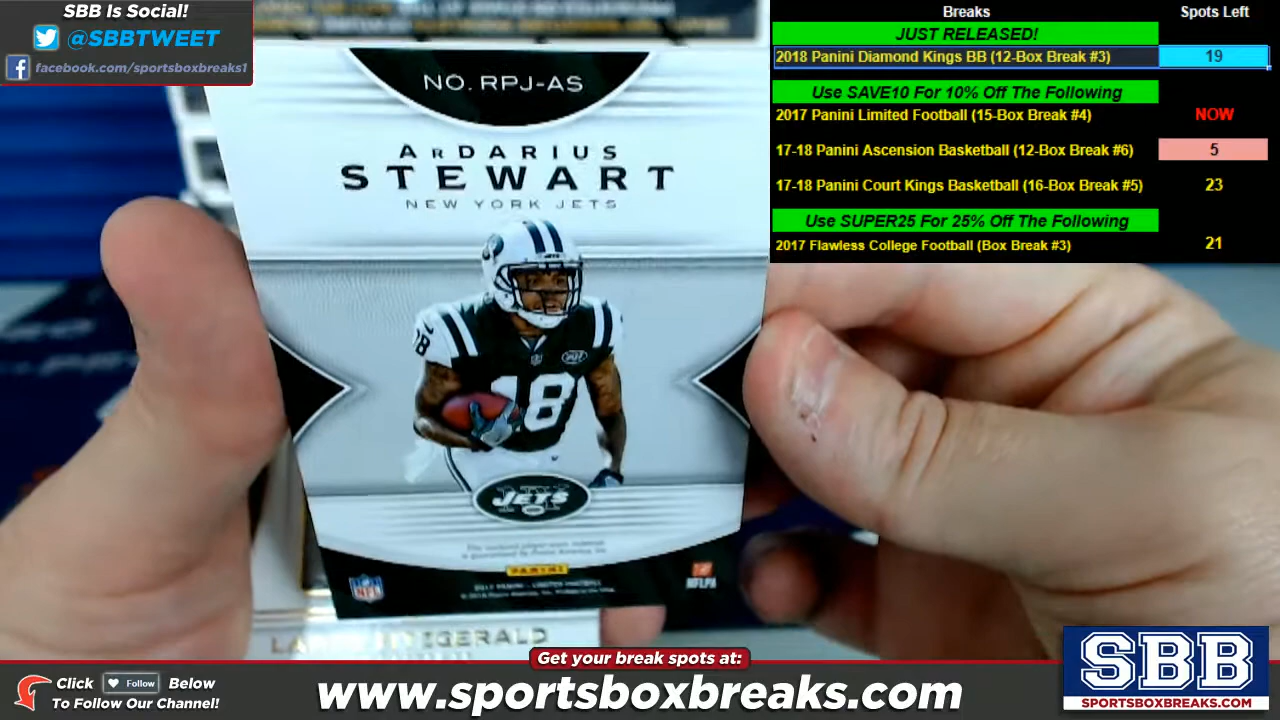 SBB Is Social!
@SBBTWEET
facebook.com/sportsboxbreaks1
Breaks Spots Left
JUST RELEASED!
2018 Panini Diamond Kings BB (12-Box Break #3) 19
Use SAVE10 For 10% Off The Following
2017 Panini Limited Football (15-Box Break #4) NOW
17-18 Panini Ascension Basketball (12-Box Break #6) 5
17-18 Panini Court Kings Basketball (16-Box Break #5) 23
Use SUPER25 For 25% Off The Following
2017 Flawless College Football (Box Break #3) 21
NO. RPJ-AS
ARDARIUS
STEWART
NEW YORK JETS
18
18
JETS
PANINI
NFL
NFLPA
Get your break spots at:
Click Follow Below
To Follow Our Channel!
www.sportsboxbreaks.com
SBB
SPORTSBOXBREAKS.COM